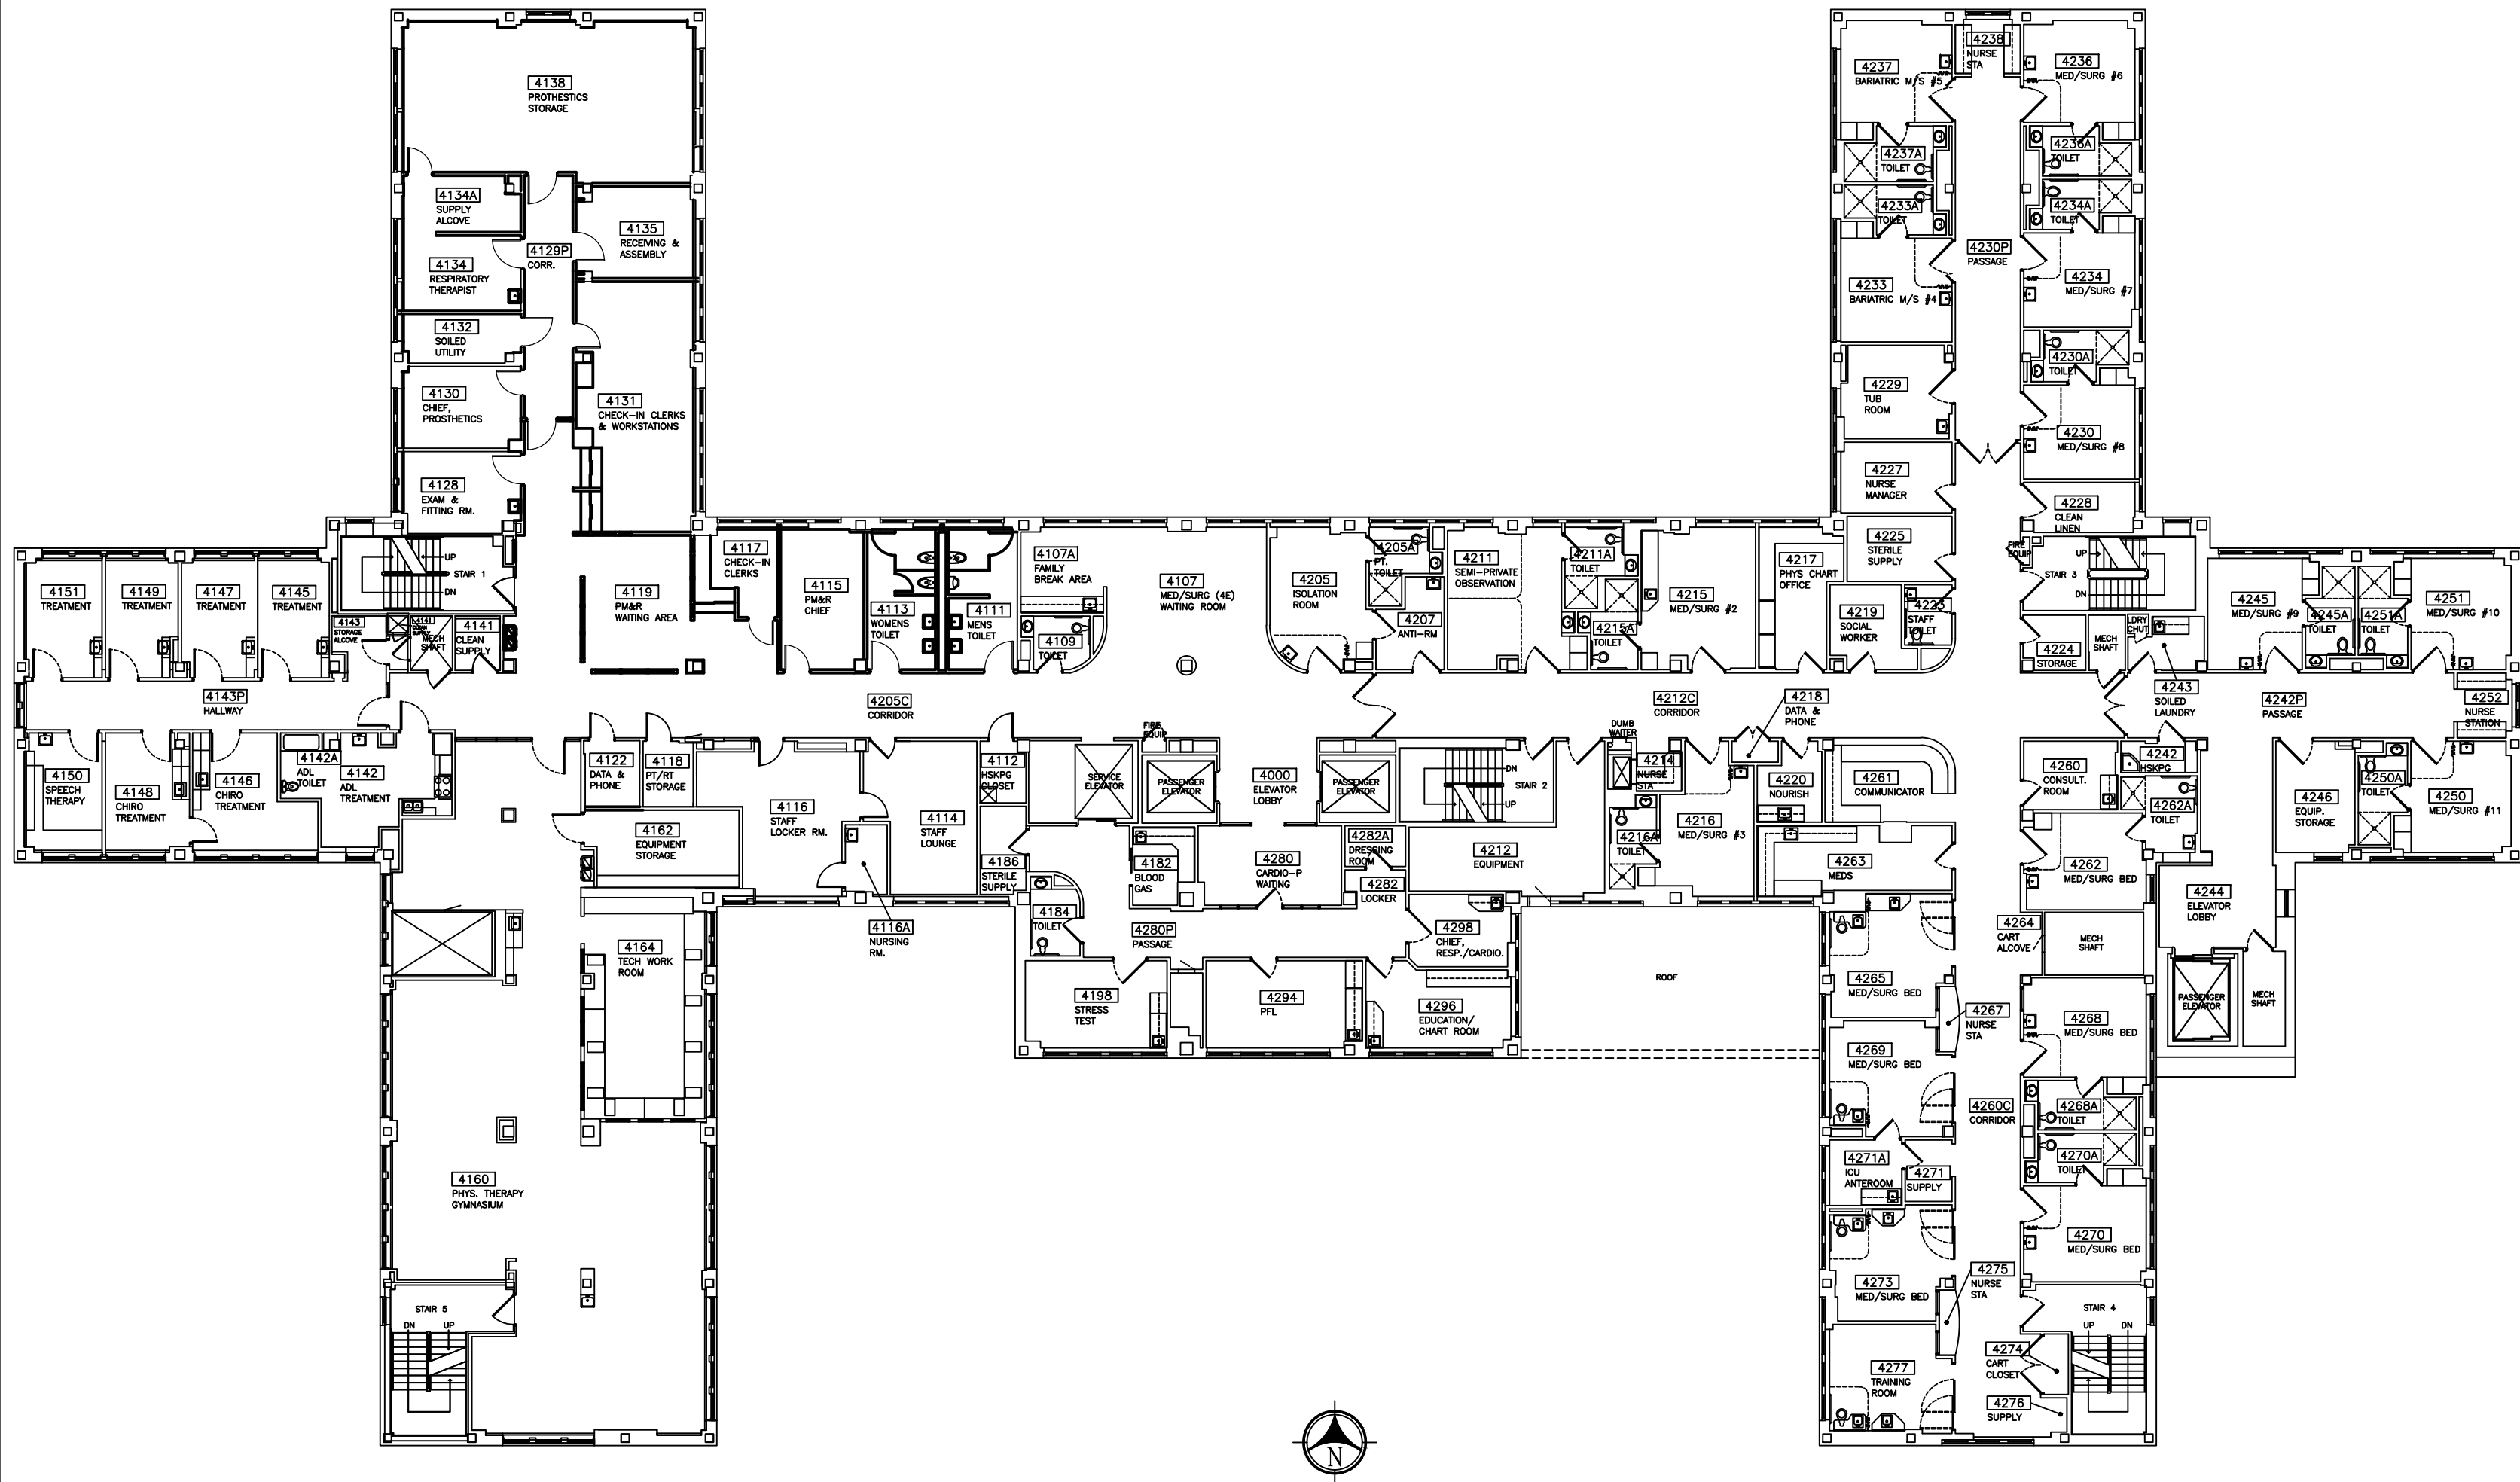 4138
PROTHESTICS
STORAGE
4134A
SUPPLY
ALCOVE
4135
RECEIVING &
ASSEMBLY
4129P
CORR.
4134
RESPIRATORY
THERAPIST
4132
SOILED
UTILITY
4130
CHIEF,
PROSTHETICS
4131
CHECK-IN CLERKS
& WORKSTATIONS
4128
EXAM &
FITTING RM.
UP
STAIR 1
DN
4151
TREATMENT
4149
TREATMENT
4147
TREATMENT
4145
TREATMENT
4143
STORAGE
ALCOVE
4141
CLEAN
SUPPLY
MECH
SHAFT
4141
CLEAN
SUPPLY
4143P
HALLWAY
4119
PM&R
WAITING AREA
4117
CHECK-IN
CLERKS
4115
PM&R
CHIEF
4113
WOMENS
TOILET
4111
MENS
TOILET
4107A
FAMILY
BREAK AREA
4109
TOILET
4107
MED/SURG (4E)
WAITING ROOM
4205
ISOLATION
ROOM
4205A
PT.
TOILET
4207
ANTI-RM
4211
SEMI-PRIVATE
OBSERVATION
4211A
TOILET
4215A
TOILET
4215
MED/SURG #2
4217
PHYS CHART
OFFICE
4219
SOCIAL
WORKER
4223
STAFF
TOILET
4225
STERILE
SUPPLY
4227
NURSE
MANAGER
4229
TUB
ROOM
4233
BARIATRIC M/S #4
4233A
TOILET
4237A
TOILET
4237
BARIATRIC M/S #5
4238
NURSE
STA
4236
MED/SURG #6
4236A
TOILET
4234A
TOILET
4234
MED/SURG #7
4230P
PASSAGE
4230A
TOILET
4230
MED/SURG #8
4228
CLEAN
LINEN
FIRE
EQUIP
UP
STAIR 3
DN
4224
STORAGE
MECH
SHAFT
LDRY
CHUT
4243
SOILED
LAUNDRY
4245
MED/SURG #9
4245A
TOILET
4251A
TOILET
4251
MED/SURG #10
4242P
PASSAGE
4252
NURSE
STATION
4205C
CORRIDOR
4212C
CORRIDOR
4218
DATA &
PHONE
4150
SPEECH
THERAPY
4148
CHIRO
TREATMENT
4146
CHIRO
TREATMENT
4142A
ADL
TOILET
4142
ADL
TREATMENT
4122
DATA &
PHONE
4118
PT/RT
STORAGE
4162
EQUIPMENT
STORAGE
4116
STAFF
LOCKER RM.
4114
STAFF
LOUNGE
4116A
NURSING
RM.
4112
HSKPG
CLOSET
4186
STERILE
SUPPLY
SERVICE
ELEVATOR
FIRE
EQUIP
PASSENGER
ELEVATOR
4000
ELEVATOR
LOBBY
PASSENGER
ELEVATOR
DN
STAIR 2
UP
DUMB
WAITER
4214
NURSE
STA
4216A
TOILET
4216
MED/SURG #3
4220
NOURISH
4261
COMMUNICATOR
4263
MEDS
4212
EQUIPMENT
4182
BLOOD
GAS
4280
CARDIO-P
WAITING
4282A
DRESSING
ROOM
4282
LOCKER
4184
TOILET
4280P
PASSAGE
4298
CHIEF,
RESP./CARDIO.
4198
STRESS
TEST
4294
PFL
4296
EDUCATION/
CHART ROOM
ROOF
4260
CONSULT.
ROOM
4242
HSKPG
4262A
TOILET
4262
MED/SURG BED
4246
EQUIP.
STORAGE
4250A
TOILET
4250
MED/SURG #11
4244
ELEVATOR
LOBBY
PASSENGER
ELEVATOR
MECH
SHAFT
4264
CART
ALCOVE
MECH
SHAFT
4265
MED/SURG BED
4267
NURSE
STA
4268
MED/SURG BED
4269
MED/SURG BED
4260C
CORRIDOR
4268A
TOILET
4270A
TOILET
4271A
ICU
ANTEROOM
4271
SUPPLY
4270
MED/SURG BED
4273
MED/SURG BED
4275
NURSE
STA
STAIR 4
UP
DN
4274
CART
CLOSET
4276
SUPPLY
4277
TRAINING
ROOM
4164
TECH WORK
ROOM
4160
PHYS. THERAPY
GYMNASIUM
STAIR 5
DN
UP
N